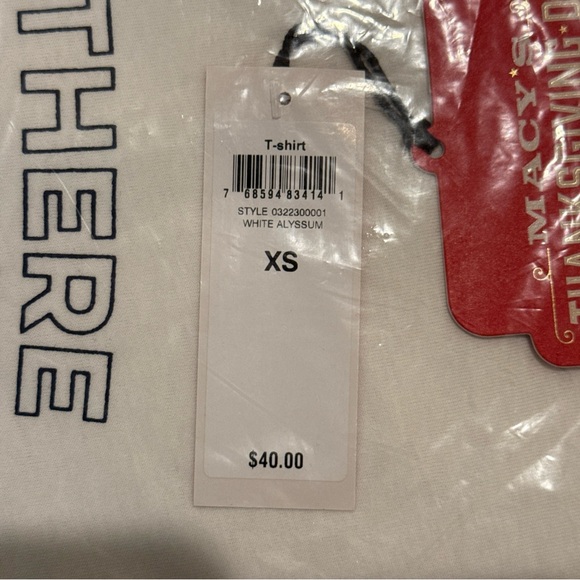 THERE
T-shirt
7 68594 83414 1
STYLE 0322300001
WHITE ALYSSUM
XS
$40.00
MACY'S
THANKSGIVING D